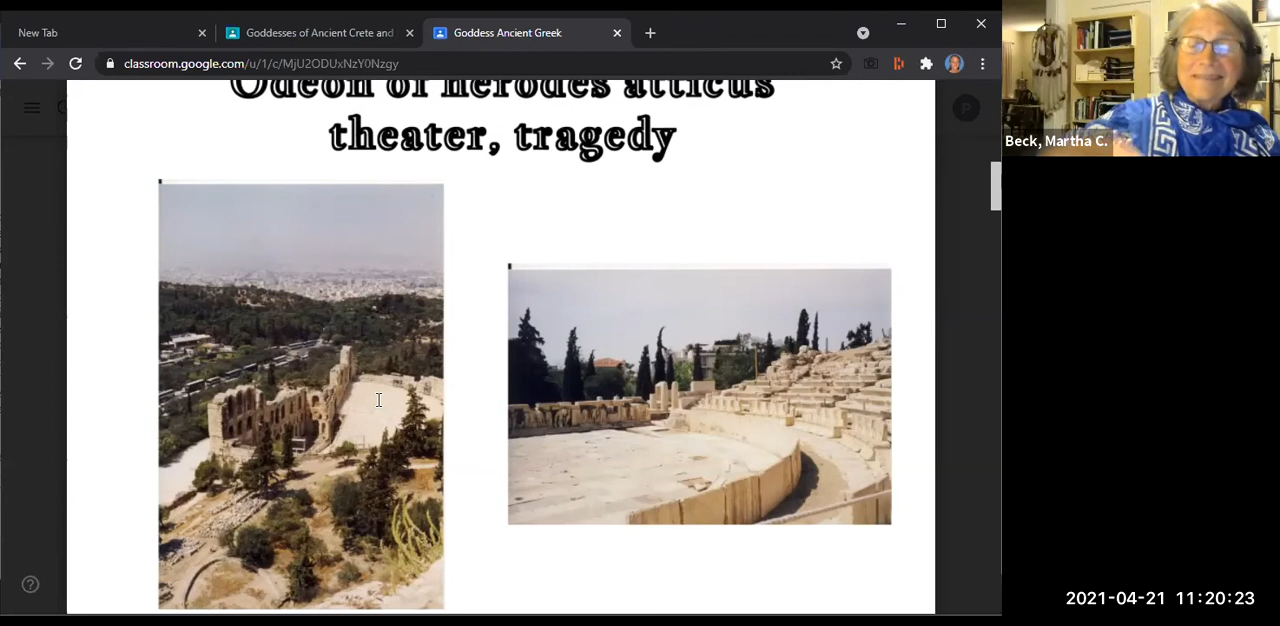 New Tab
Goddesses of Ancient Crete and
Goddess Ancient Greek
classroom.google.com/u/1/c/MjU2ODUxNzY0Nzgy
Odeon of herodes atticus
theater, tragedy
P
Beck, Martha C.
2021-04-21 11:20:23